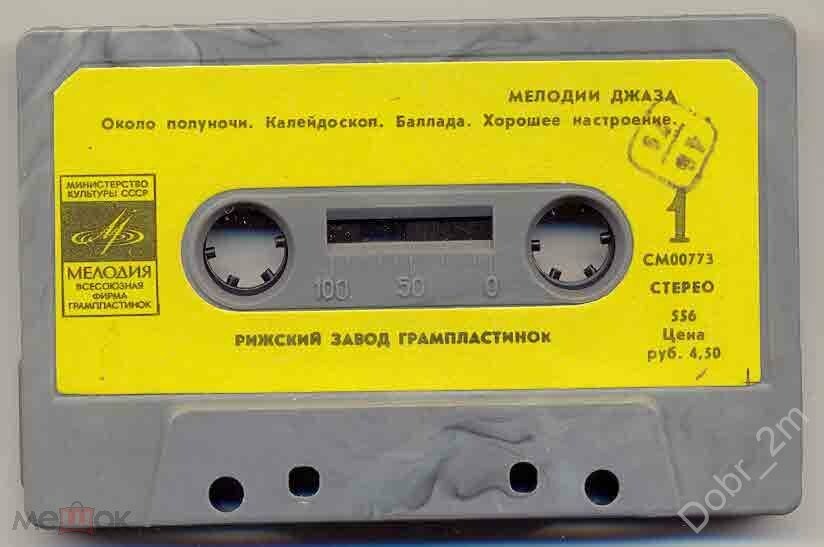 МЕЛОДИИ ДЖАЗА
Около полуночи. Калейдоскоп. Баллада. Хорошее настроение.
МИНИСТЕРСТВО
КУЛЬТУРЫ СССР
МЕЛОДИЯ
ВСЕСОЮЗНАЯ
ФИРМА
ГРАМПЛАСТИНОК
1
СМ00773
СТЕРЕО
100 50 0
556
Цена
руб. 4,50
РИЖСКИЙ ЗАВОД ГРАМПЛАСТИНОК
мешок
Dobr_2m